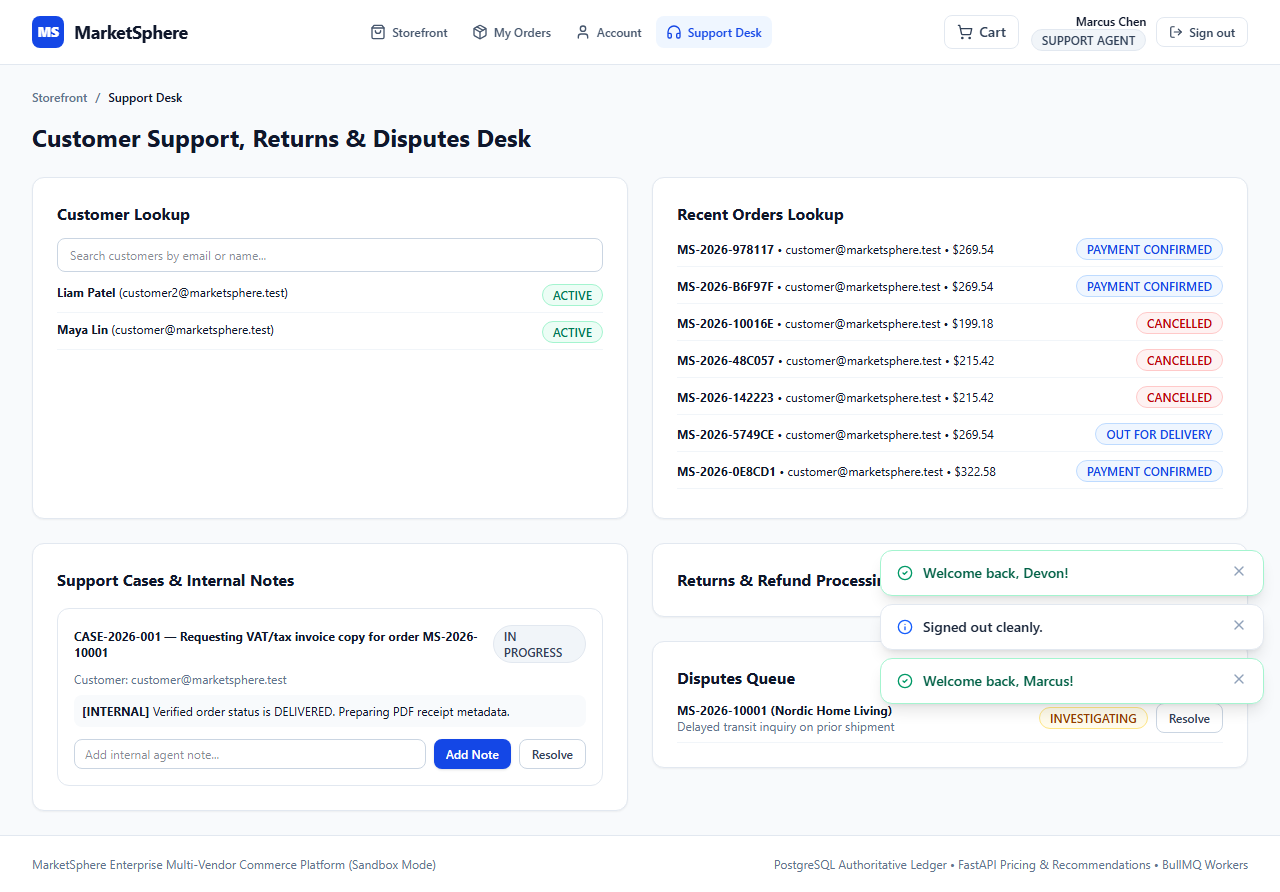 MS MarketSphere
Storefront
My Orders
Account
Support Desk
Cart
Marcus Chen
SUPPORT AGENT
Sign out
Storefront / Support Desk
Customer Support, Returns & Disputes Desk
Customer Lookup
Search customers by email or name...
Liam Patel (customer2@marketsphere.test)
ACTIVE
Maya Lin (customer@marketsphere.test)
ACTIVE
Recent Orders Lookup
MS-2026-978117 • customer@marketsphere.test • $269.54
PAYMENT CONFIRMED
MS-2026-B6F97F • customer@marketsphere.test • $269.54
PAYMENT CONFIRMED
MS-2026-10016E • customer@marketsphere.test • $199.18
CANCELLED
MS-2026-48C057 • customer@marketsphere.test • $215.42
CANCELLED
MS-2026-142223 • customer@marketsphere.test • $215.42
CANCELLED
MS-2026-5749CE • customer@marketsphere.test • $269.54
OUT FOR DELIVERY
MS-2026-0E8CD1 • customer@marketsphere.test • $322.58
PAYMENT CONFIRMED
Support Cases & Internal Notes
CASE-2026-001 — Requesting VAT/tax invoice copy for order MS-2026-
10001
IN
PROGRESS
Customer: customer@marketsphere.test
[INTERNAL] Verified order status is DELIVERED. Preparing PDF receipt metadata.
Add internal agent note...
Add Note
Resolve
Returns & Refund
Welcome back, Devon!
Signed out cleanly.
Welcome back, Marcus!
Disputes Queue
MS-2026-10001 (Nordic Home Living)
Delayed transit inquiry on prior shipment
INVESTIGATING
Resolve
MarketSphere Enterprise Multi-Vendor Commerce Platform (Sandbox Mode)
PostgreSQL Authoritative Ledger • FastAPI Pricing & Recommendations • BullMQ Workers